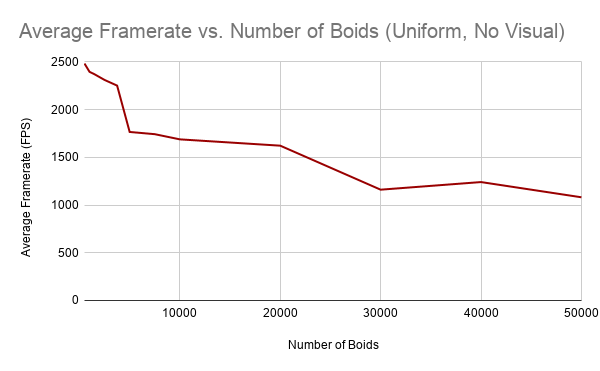 Average Framerate vs. Number of Boids (Uniform, No Visual)
2500
2000
1500
1000
500
0
Average Framerate (FPS)
10000 20000 30000 40000 50000
Number of Boids